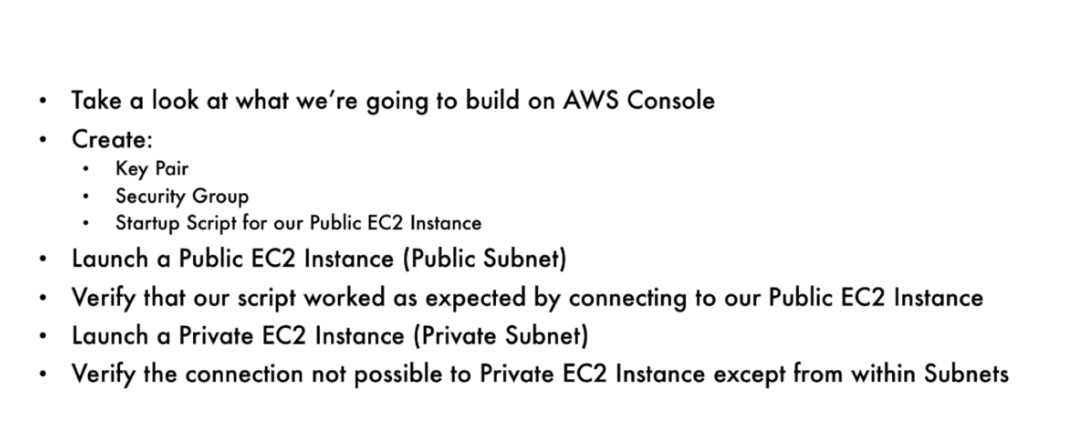 • Take a look at what we're going to build on AWS Console
• Create:
• Key Pair
• Security Group
• Startup Script for our Public EC2 Instance
• Launch a Public EC2 Instance (Public Subnet)
• Verify that our script worked as expected by connecting to our Public EC2 Instance
• Launch a Private EC2 Instance (Private Subnet)
• Verify the connection not possible to Private EC2 Instance except from within Subnets